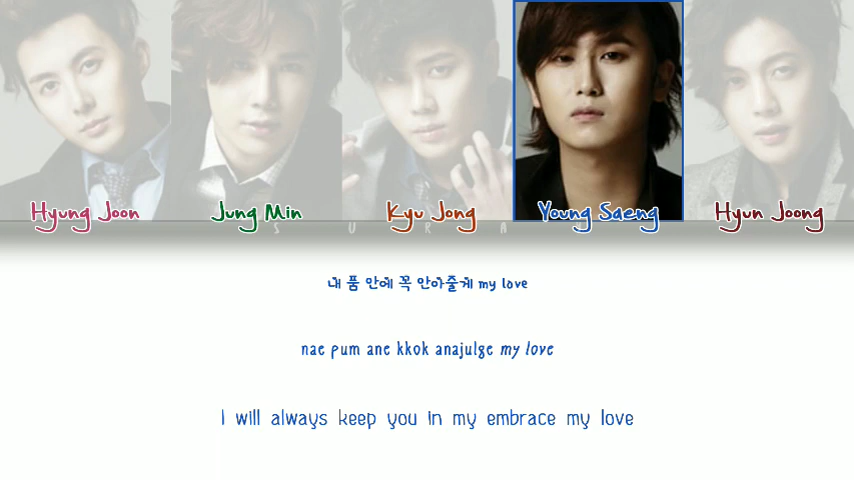 Hyung Joon
Jung Min
Kyu Jong
Young Saeng
Hyun Joong
S U R A
내 품 안에 꼭 안아줄게 my love
nae pum ane kkok anajulge my love
I will always keep you in my embrace my love